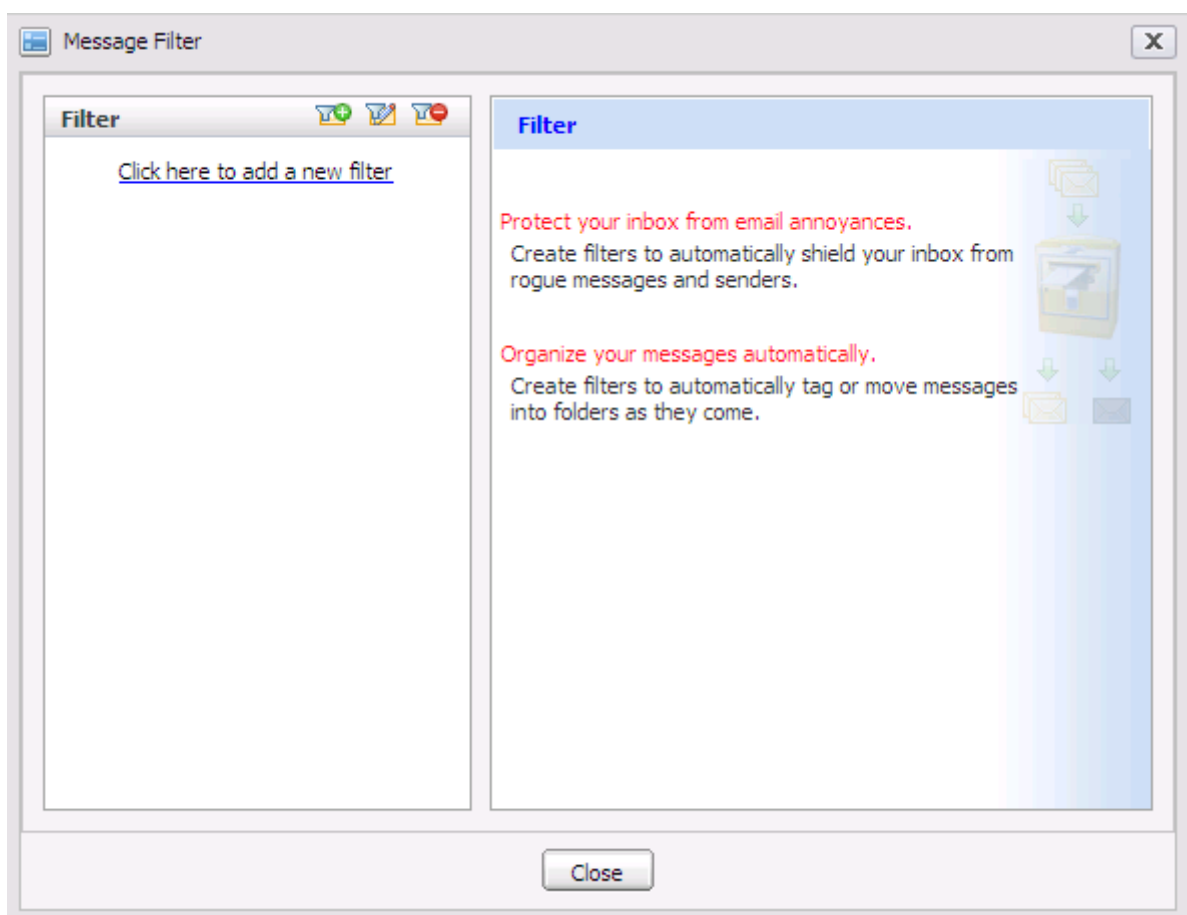 Message Filter
X
Filter
Click here to add a new filter
Filter
Protect your inbox from email annoyances.
Create filters to automatically shield your inbox from
rogue messages and senders.
Organize your messages automatically.
Create filters to automatically tag or move messages
into folders as they come.
Close